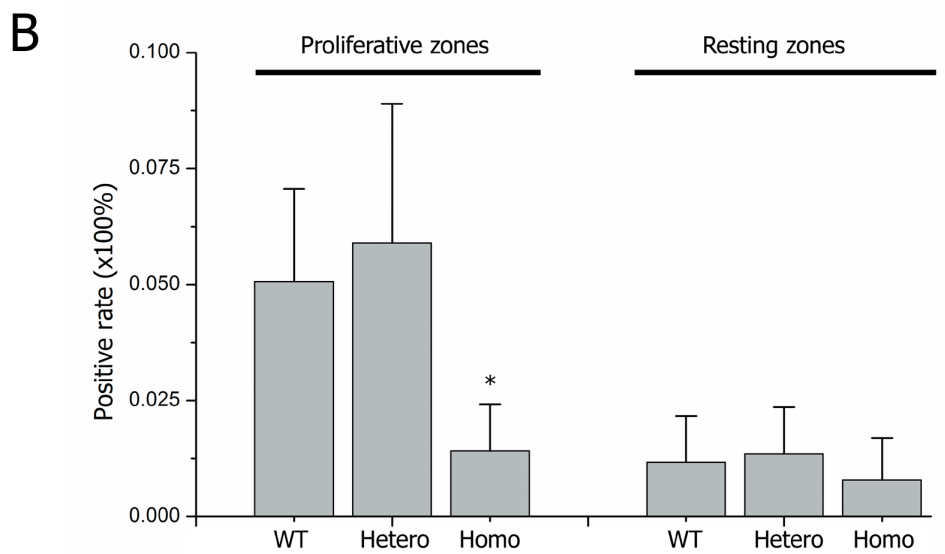 B
Proliferative zones
Resting zones
Positive rate (x100%)
0.100
0.075
0.050
0.025
0.000
*
WT
Hetero
Homo
WT
Hetero
Homo